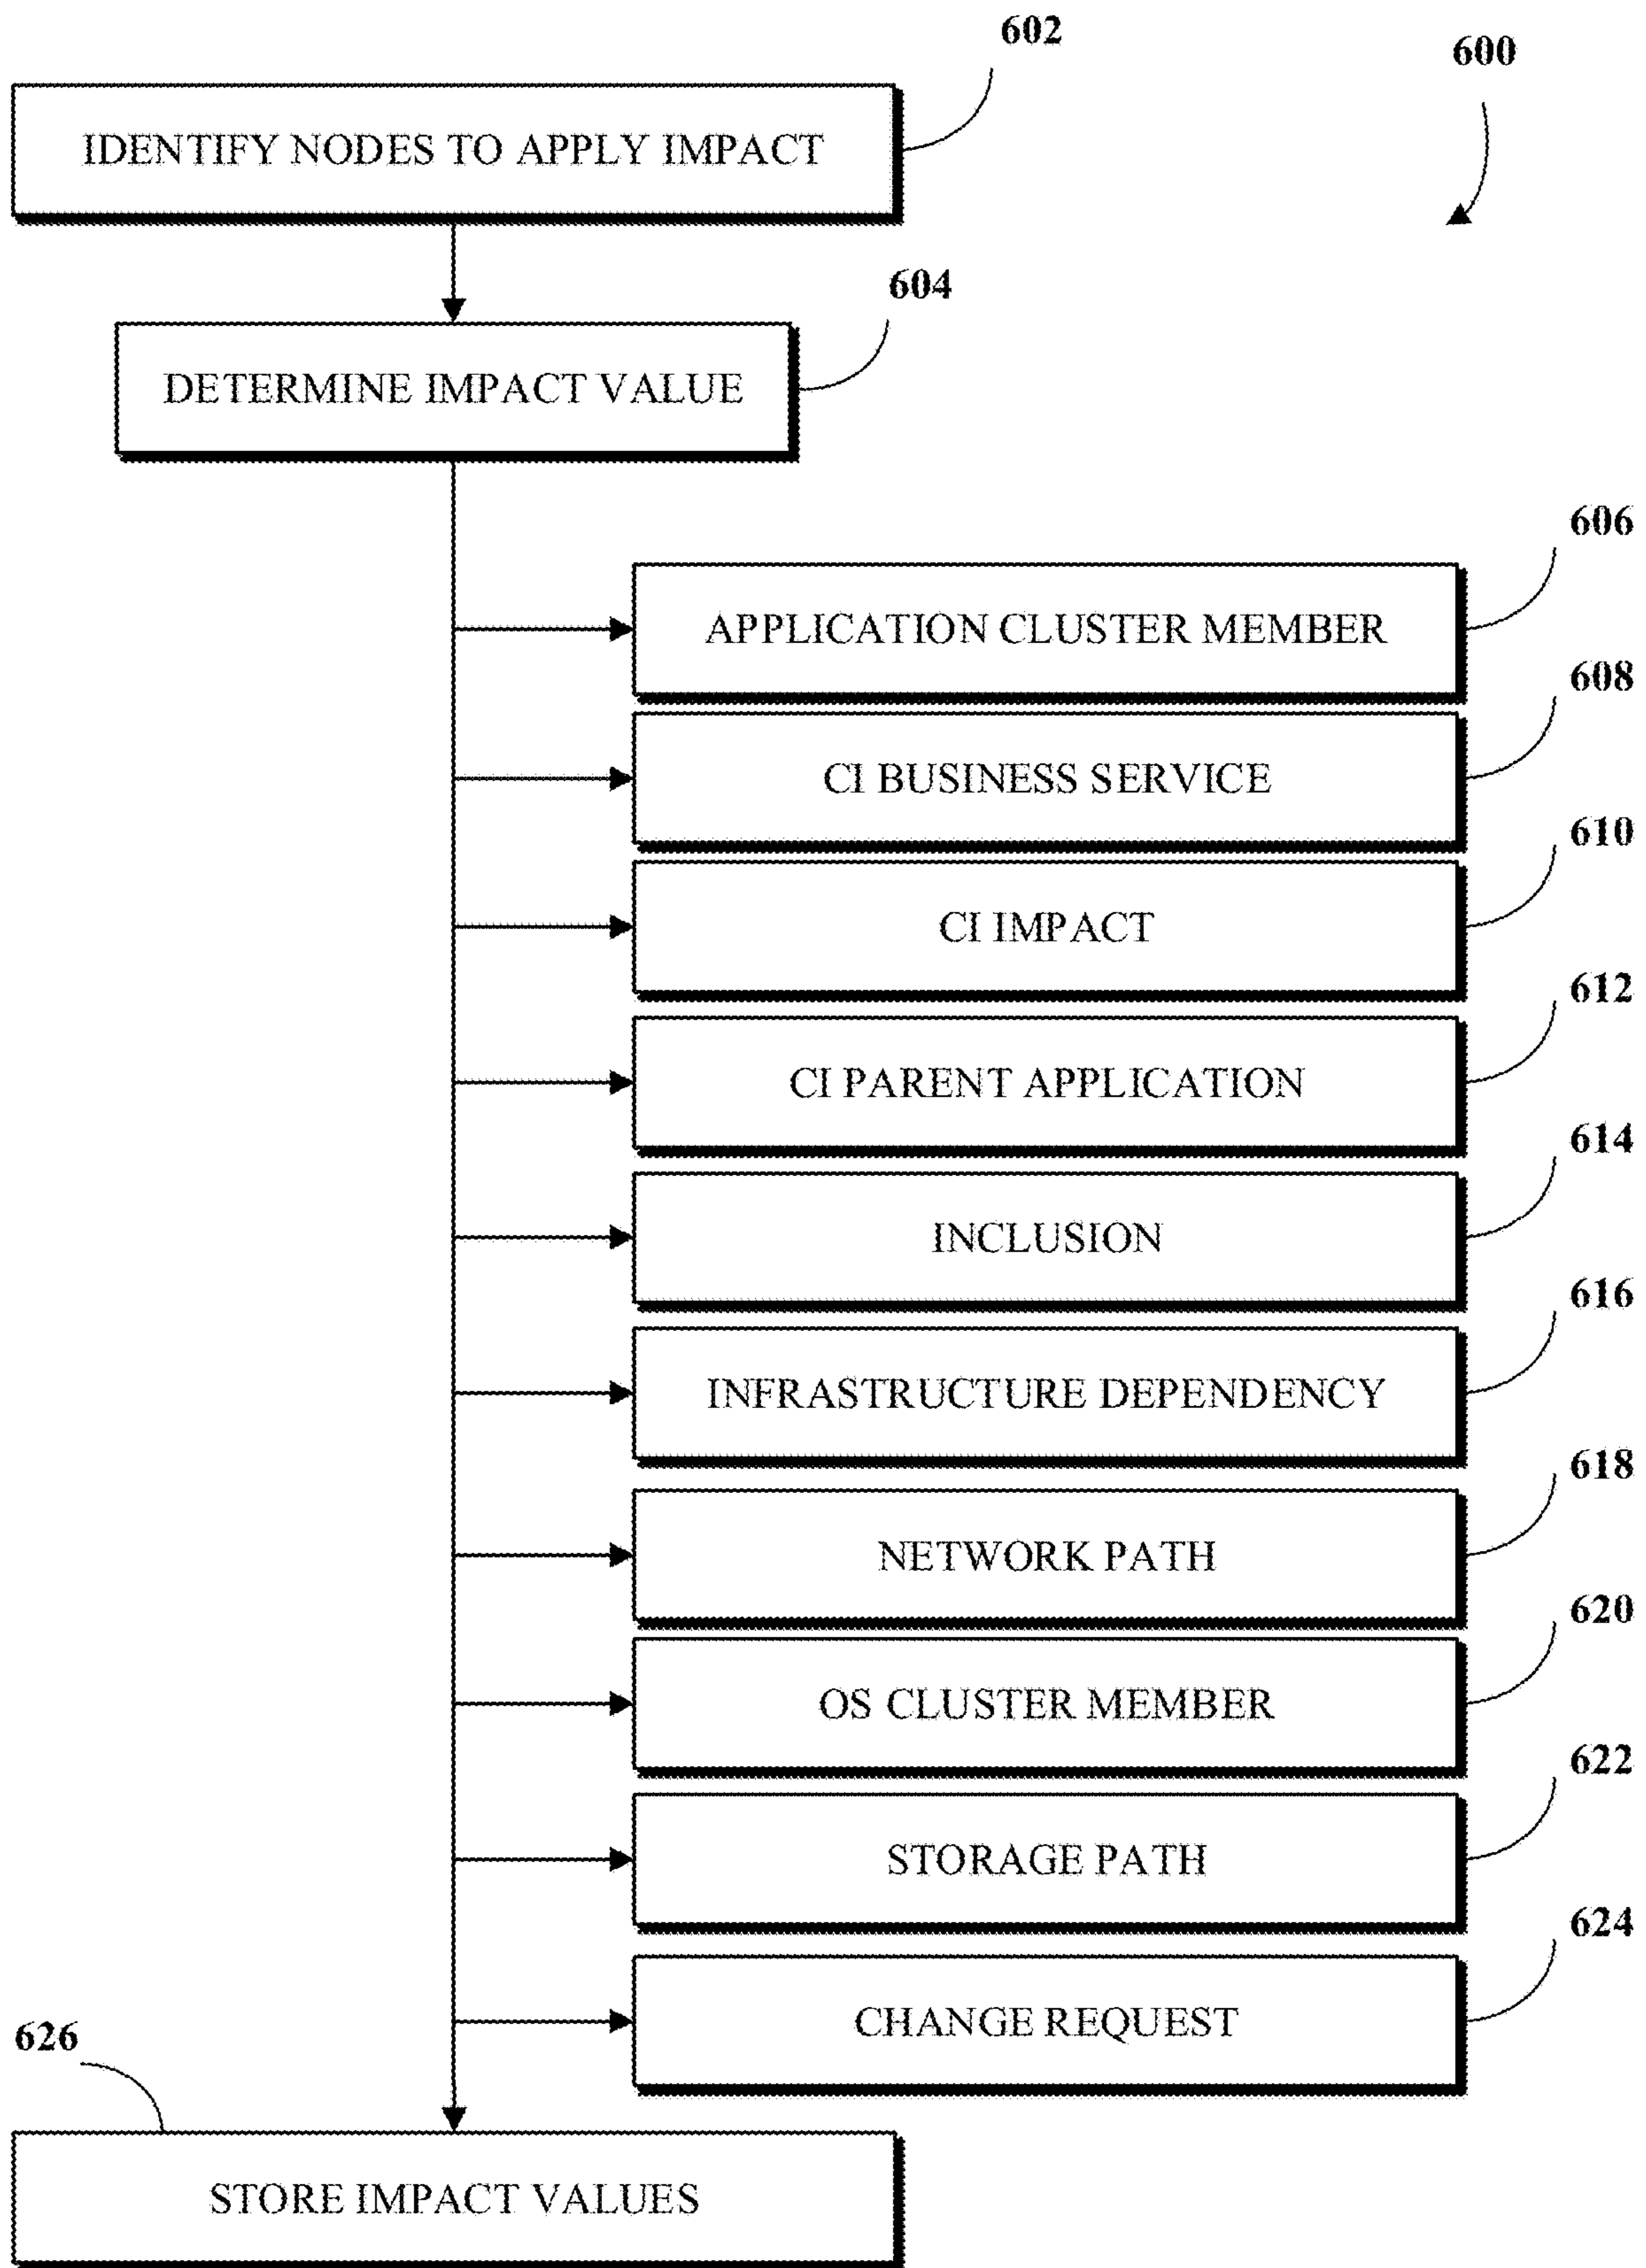 602
600
IDENTIFY NODES TO APPLY IMPACT
604
DETERMINE IMPACT VALUE
606
APPLICATION CLUSTER MEMBER
608
CI BUSINESS SERVICE
610
CI IMPACT
612
CI PARENT APPLICATION
614
INCLUSION
616
INFRASTRUCTURE DEPENDENCY
618
NETWORK PATH
620
OS CLUSTER MEMBER
622
STORAGE PATH
624
CHANGE REQUEST
626
STORE IMPACT VALUES